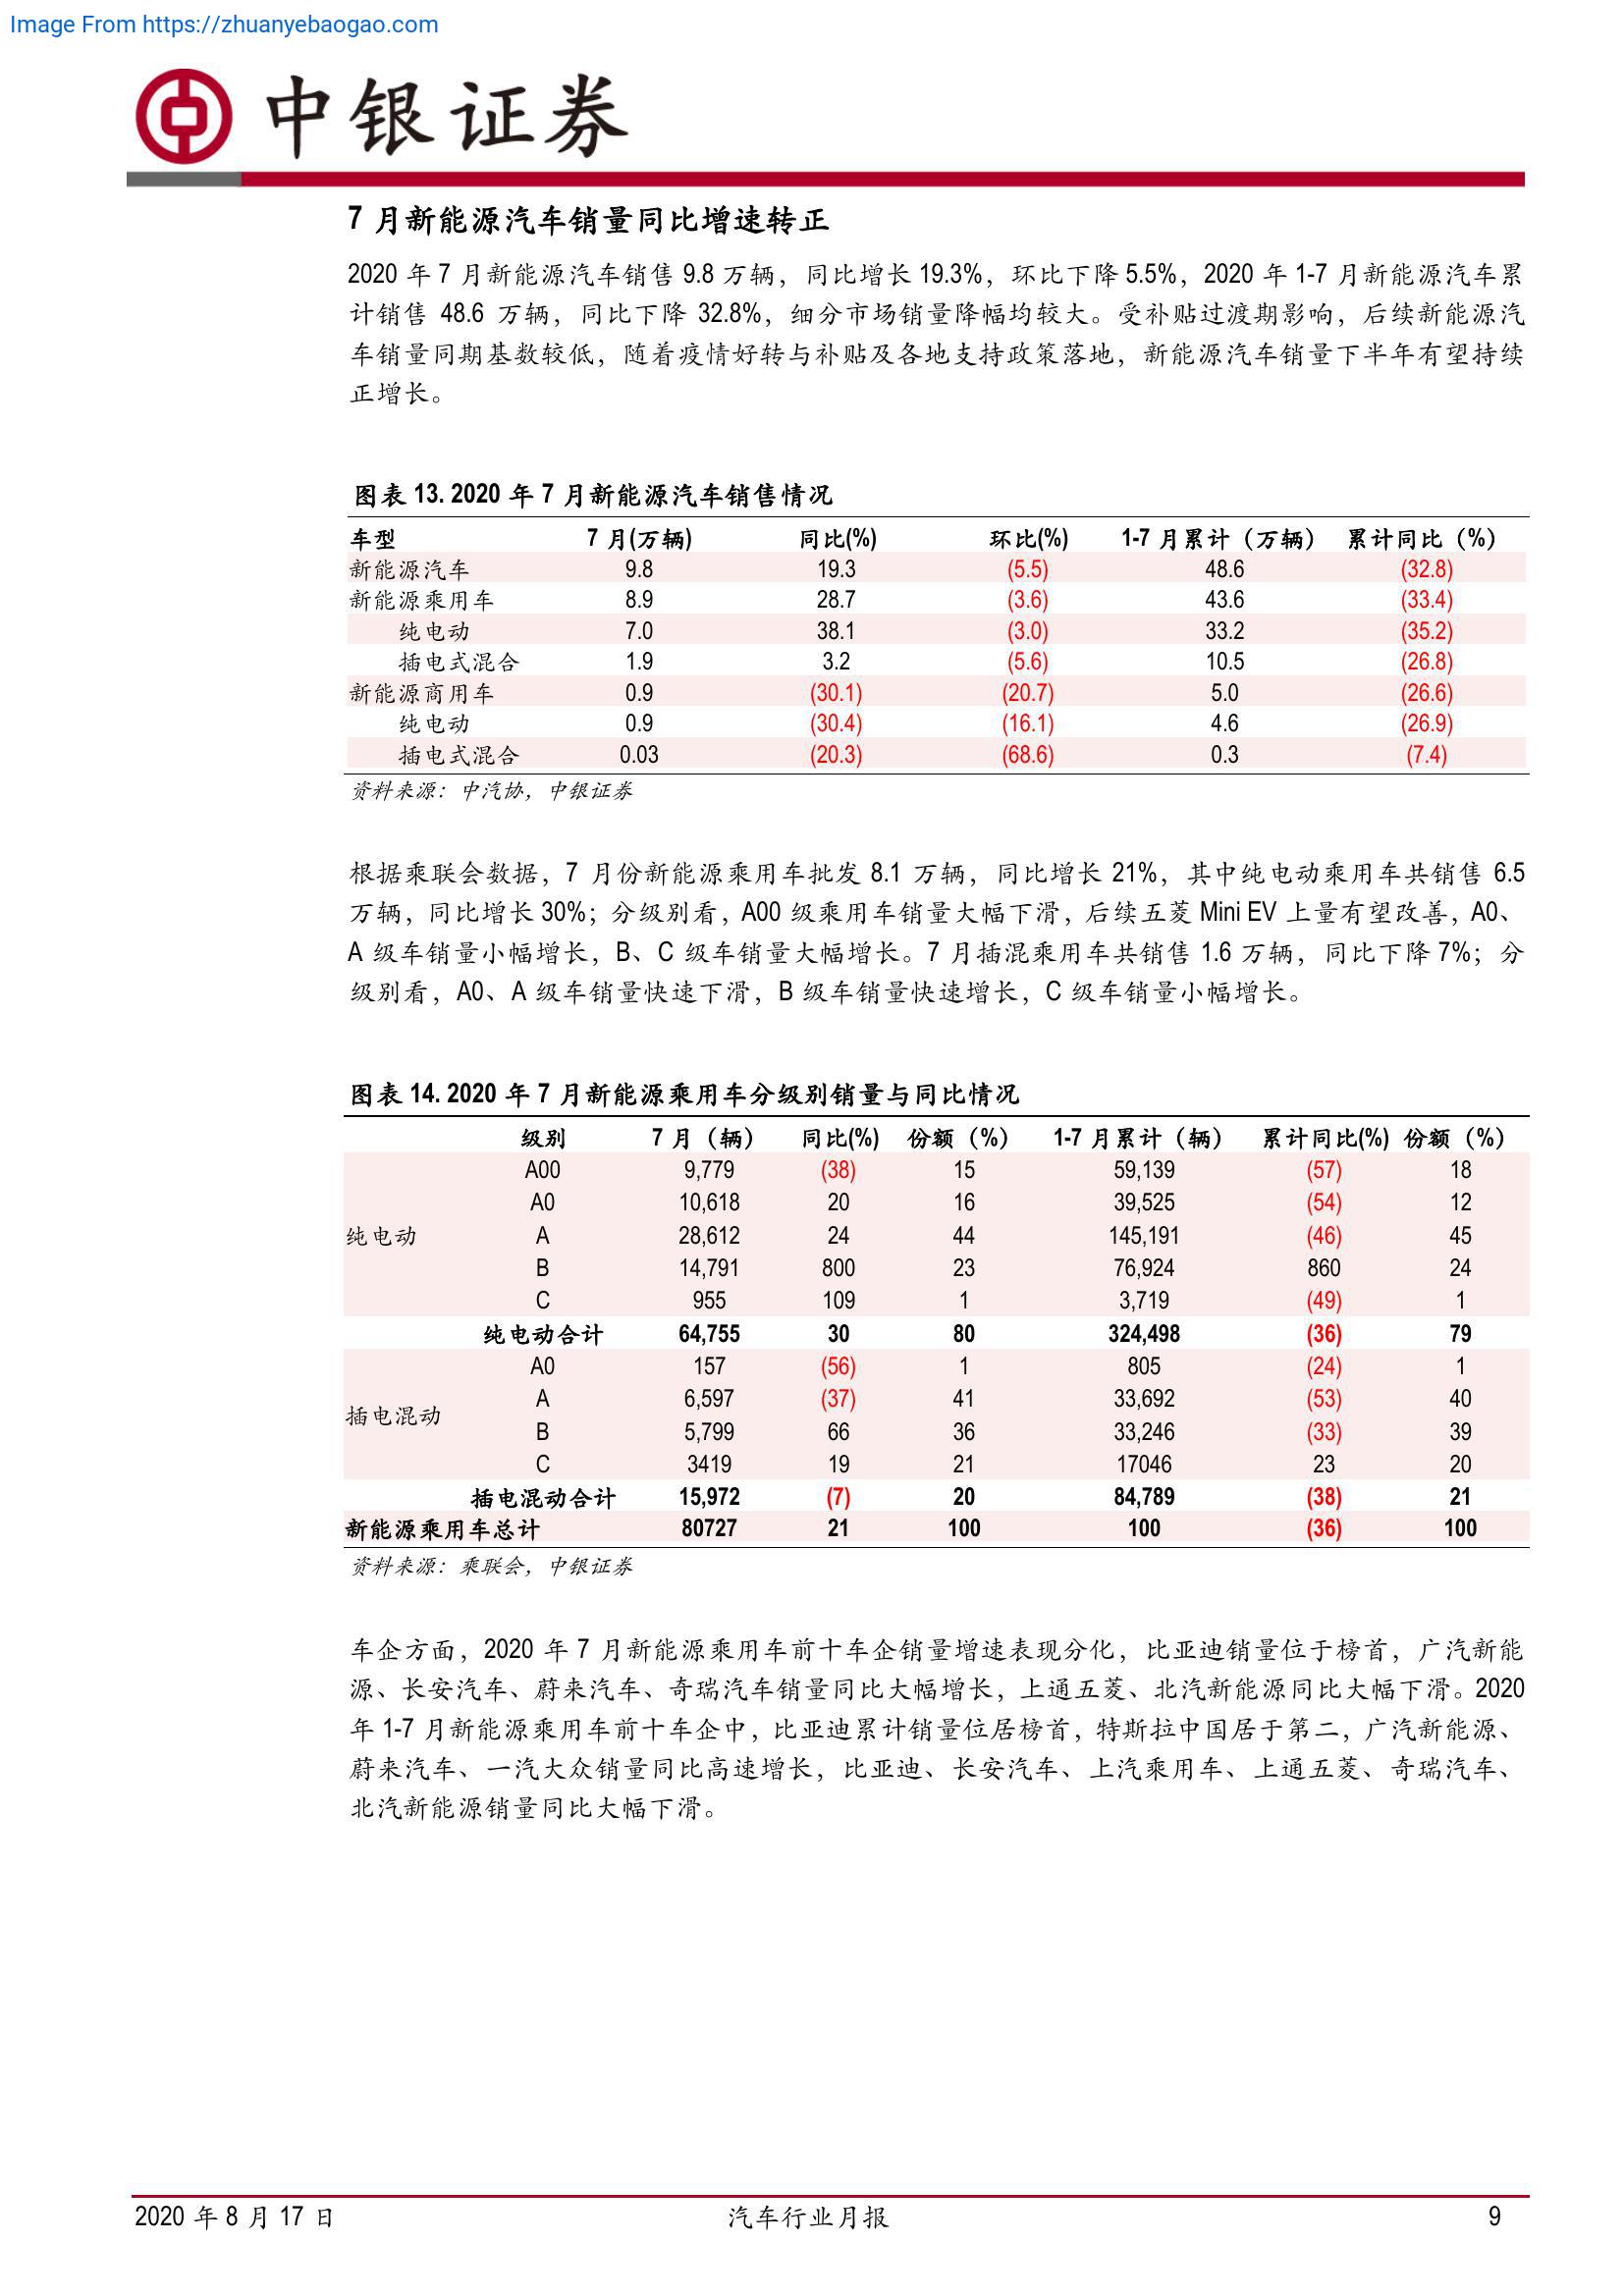 Image From https://zhuanyebaogao.com
中银证券
7 月新能源汽车销量同比增速转正
2020 年 7 月新能源汽车销售 9.8 万辆，同比增长 19.3%，环比下降 5.5%，2020 年 1-7 月新能源汽车累
计销售 48.6 万辆，同比下降 32.8%，细分市场销量降幅均较大。受补贴过渡期影响，后续新能源汽
车销量同期基数较低，随着疫情好转与补贴及各地支持政策落地，新能源汽车销量下半年有望持续
正增长。
图表 13. 2020 年 7 月新能源汽车销售情况
车型 7 月(万辆) 同比(%) 环比(%) 1-7 月累计（万辆） 累计同比（%）
新能源汽车 9.8 19.3 (5.5) 48.6 (32.8)
新能源乘用车 8.9 28.7 (3.6) 43.6 (33.4)
纯电动 7.0 38.1 (3.0) 33.2 (35.2)
插电式混合 1.9 3.2 (5.6) 10.5 (26.8)
新能源商用车 0.9 (30.1) (20.7) 5.0 (26.6)
纯电动 0.9 (30.4) (16.1) 4.6 (26.9)
插电式混合 0.03 (20.3) (68.6) 0.3 (7.4)
资料来源：中汽协，中银证券
根据乘联会数据，7 月份新能源乘用车批发 8.1 万辆，同比增长 21%，其中纯电动乘用车共销售 6.5
万辆，同比增长 30%；分级别看，A00 级乘用车销量大幅下滑，后续五菱 Mini EV 上量有望改善，A0、
A 级车销量小幅增长，B、C 级车销量大幅增长。7 月插混乘用车共销售 1.6 万辆，同比下降 7%；分
级别看，A0、A 级车销量快速下滑，B 级车销量快速增长，C 级车销量小幅增长。
图表 14. 2020 年 7 月新能源乘用车分级别销量与同比情况
级别 7 月（辆） 同比(%) 份额（%） 1-7 月累计（辆） 累计同比(%) 份额（%）
A00 9,779 (38) 15 59,139 (57) 18
A0 10,618 20 16 39,525 (54) 12
纯电动 A 28,612 24 44 145,191 (46) 45
B 14,791 800 23 76,924 860 24
C 955 109 1 3,719 (49) 1
纯电动合计 64,755 30 80 324,498 (36) 79
A0 157 (56) 1 805 (24) 1
A 6,597 (37) 41 33,692 (53) 40
插电混动
B 5,799 66 36 33,246 (33) 39
C 3419 19 21 17046 23 20
插电混动合计 15,972 (7) 20 84,789 (38) 21
新能源乘用车总计 80727 21 100 100 (36) 100
资料来源：乘联会，中银证券
车企方面，2020 年 7 月新能源乘用车前十车企销量增速表现分化，比亚迪销量位于榜首，广汽新能
源、长安汽车、蔚来汽车、奇瑞汽车销量同比大幅增长，上通五菱、北汽新能源同比大幅下滑。2020
年 1-7 月新能源乘用车前十车企中，比亚迪累计销量位居榜首，特斯拉中国居于第二，广汽新能源、
蔚来汽车、一汽大众销量同比高速增长，比亚迪、长安汽车、上汽乘用车、上通五菱、奇瑞汽车、
北汽新能源销量同比大幅下滑。
2020 年 8 月 17 日 汽车行业月报 9